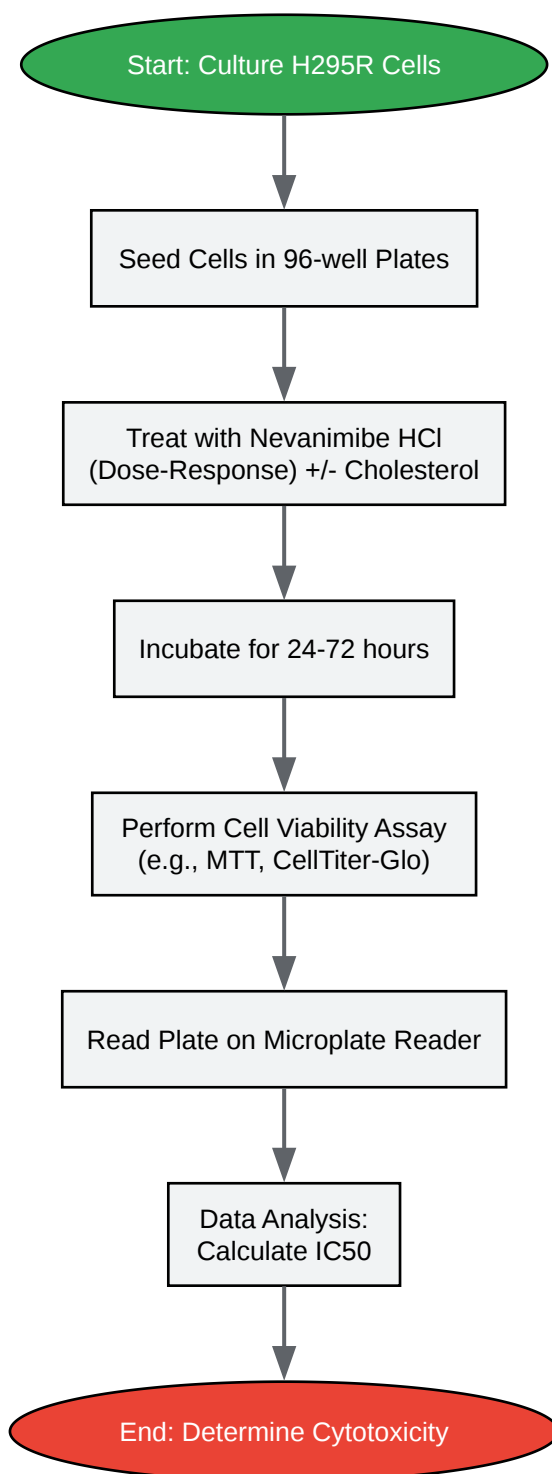 Start: Culture H295R Cells
Seed Cells in 96-well Plates
Treat with Nevanimibe HCl
(Dose-Response) +/- Cholesterol
Incubate for 24-72 hours
Perform Cell Viability Assay
(e.g., MTT, CellTiter-Glo)
Read Plate on Microplate Reader
Data Analysis:
Calculate IC50
End: Determine Cytotoxicity